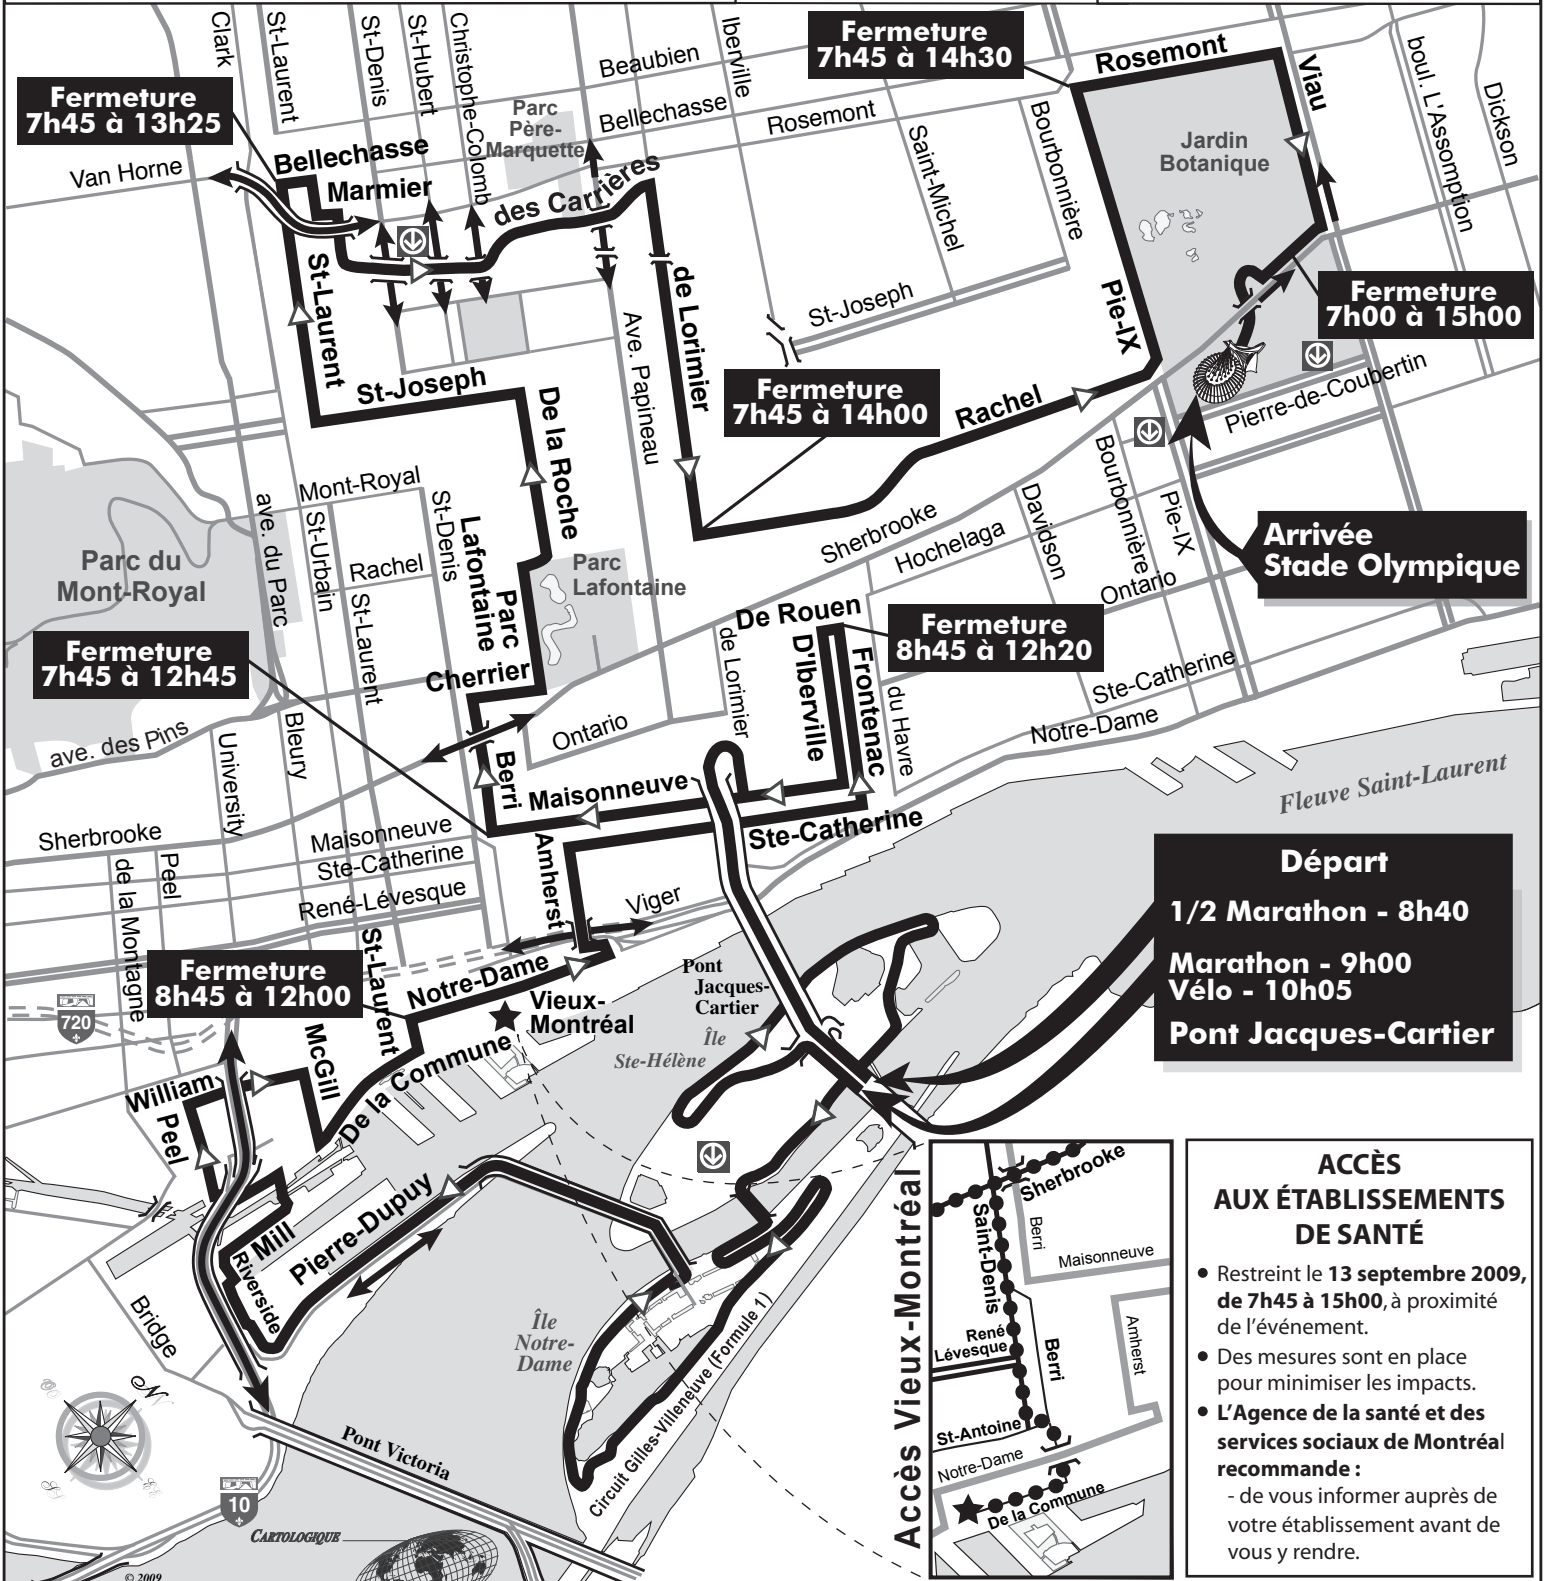 Clark
St-Laurent
St-Denis
St-Hubert
Christophe-Colomb
Iberville
Beaubien
Bellechasse
Rosemont
Fermeture
7h45 à 14h30
Rosemont
Viau
boul. L'Assomption
Dickson
Fermeture
7h45 à 13h25
Van Horne
Bellechasse
Marmier
Parc
Père-
Marquette
des Carrières
Saint-Michel
Bourbonnière
Jardin
Botanique
St-Laurent
St-Joseph
De la Roche
Ave. Papineau
de Lorimier
St-Joseph
Pie-IX
Fermeture
7h00 à 15h00
Fermeture
7h45 à 14h00
Rachel
Pierre-de-Coubertin
Bourbonnière
Pie-IX
Davidson
Sherbrooke
Hochelaga
Ontario
Arrivée
Stade Olympique
Mont-Royal
ave. du Parc
St-Urbain
Rachel
St-Laurent
St-Denis
Parc
Lafontaine
Parc
Lafontaine
Parc du
Mont-Royal
Fermeture
7h45 à 12h45
Cherrier
De Rouen
Fermeture
8h45 à 12h20
de Lorimier
D'Iberville
Frontenac
du Havre
Ste-Catherine
Notre-Dame
ave. des Pins
University
Bleury
Ontario
Berri
Maisonneuve
Ste-Catherine
Fleuve Saint-Laurent
Sherbrooke
Maisonneuve
Ste-Catherine
René-Lévesque
de la Montagne
Peel
Amherst
Viger
Départ
1/2 Marathon - 8h40
Marathon - 9h00
Vélo - 10h05
Pont Jacques-Cartier
Fermeture
8h45 à 12h00
St-Laurent
Notre-Dame
Vieux-
Montréal
Pont
Jacques-
Cartier
Île
Ste-Hélène
720
McGill
De la Commune
William
Peel
Mill
Riverside
Pierre-Dupuy
Bridge
Île
Notre-
Dame
Circuit Gilles-Villeneuve (Formule 1)
Pont Victoria
10
N
CARTOLOGIQUE
© 2009
Accès Vieux-Montréal
Sherbrooke
Saint-Denis
Berri
Maisonneuve
René
Lévesque
Berri
Amherst
St-Antoine
Notre-Dame
De la Commune
ACCÈS
AUX ÉTABLISSEMENTS
DE SANTÉ
• Restreint le 13 septembre 2009,
de 7h45 à 15h00, à proximité
de l'événement.
• Des mesures sont en place
pour minimiser les impacts.
• L'Agence de la santé et des
services sociaux de Montréal
recommande :
- de vous informer auprès de
votre établissement avant de
vous y rendre.